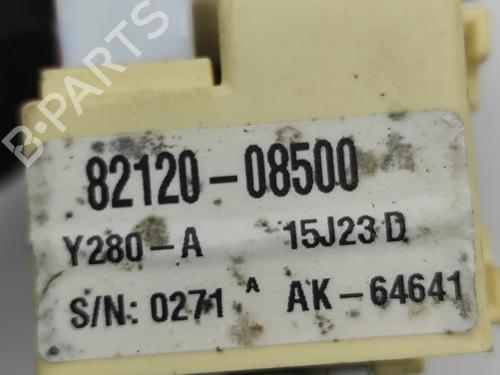 B-PARTS
82120-08500
Y280-A 15J23 D
S/N: 0271 A AK-64641